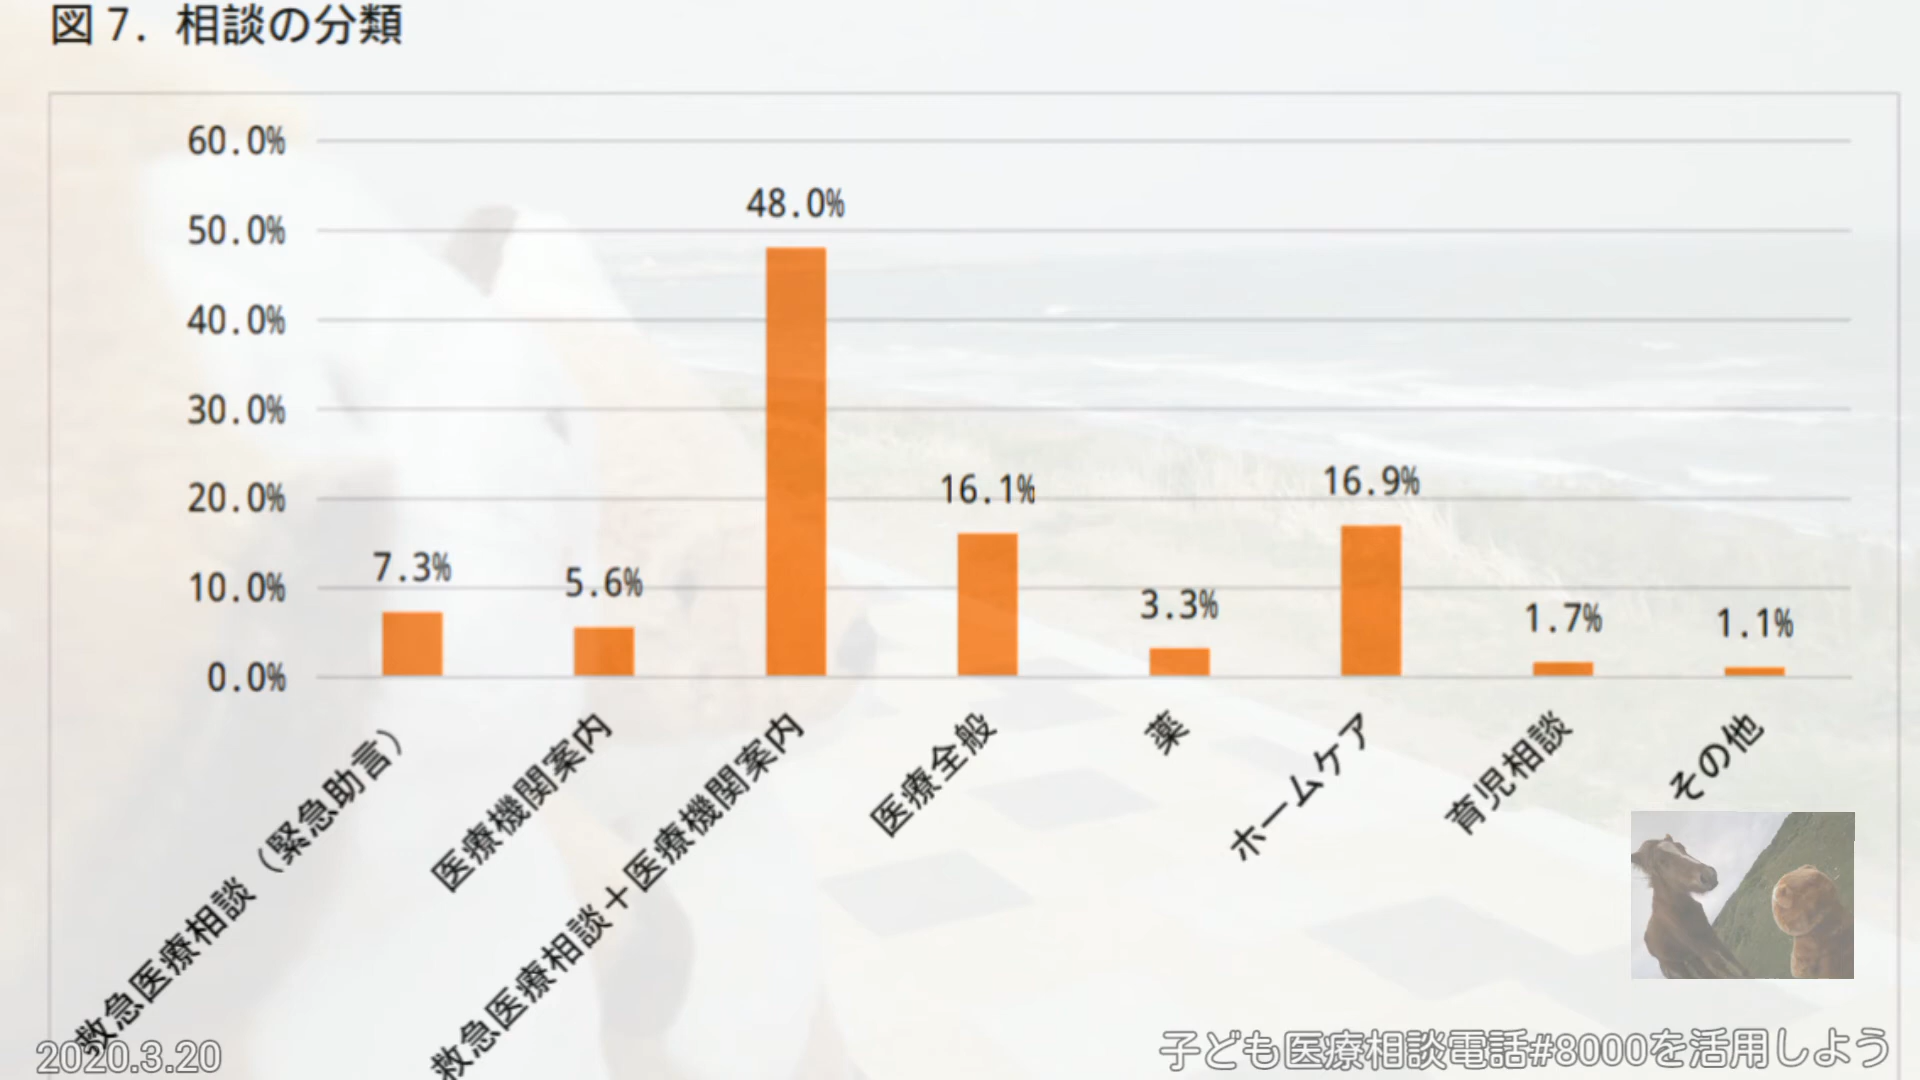 図７．相談の分類
60.0%
50.0%
40.0%
30.0%
20.0%
10.0%
0.0%
7.3%
5.6%
48.0%
16.1%
3.3%
16.9%
1.7%
1.1%
救急医療相談（緊急助言）
医療機関案内
救急医療相談＋医療機関案内
医療全般
薬
ホームケア
育児相談
その他
2020.3.20
子ども医療相談電話#8000を活用しよう